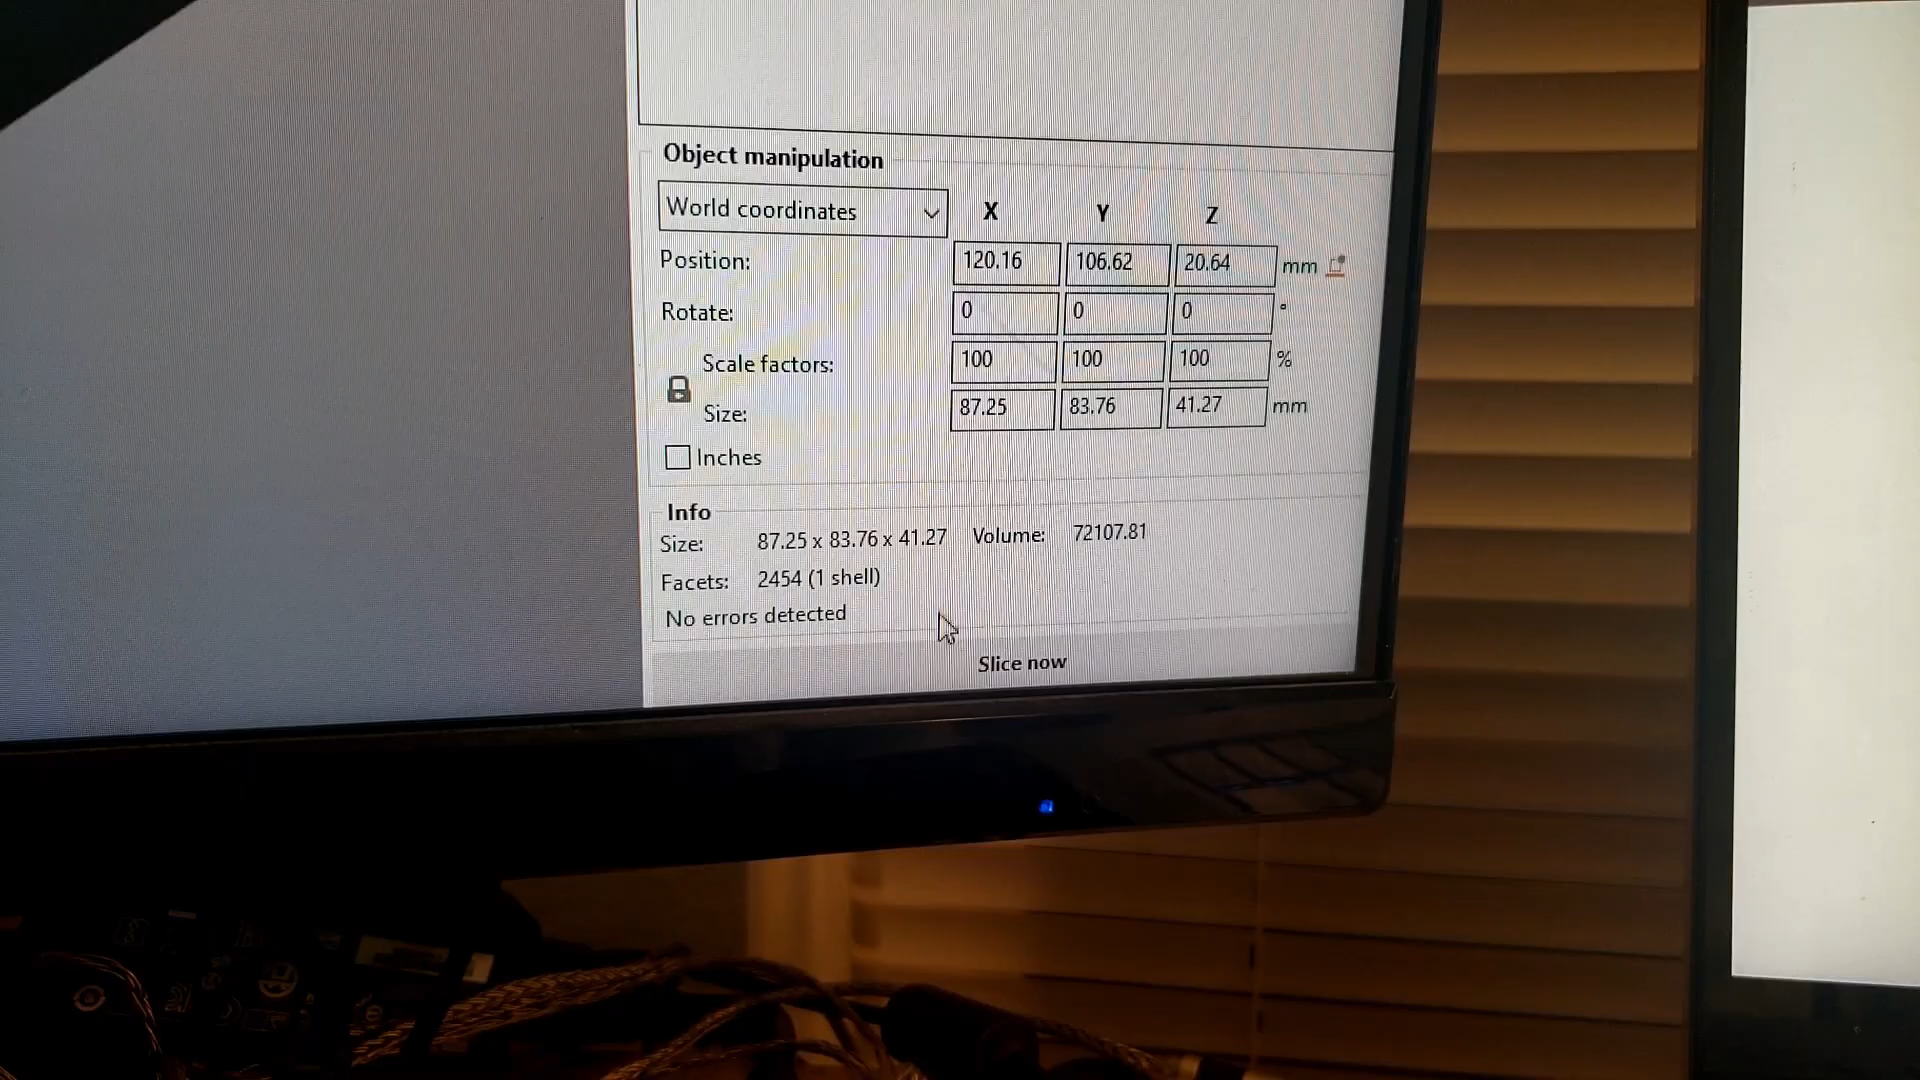 Object manipulation
World coordinates X Y Z
Position: 120.16 106.62 20.64 mm
Rotate: 0 0 0 °
Scale factors: 100 100 100 %
Size: 87.25 83.76 41.27 mm
Inches
Info
Size: 87.25 x 83.76 x 41.27 Volume: 72107.81
Facets: 2454 (1 shell)
No errors detected
Slice now